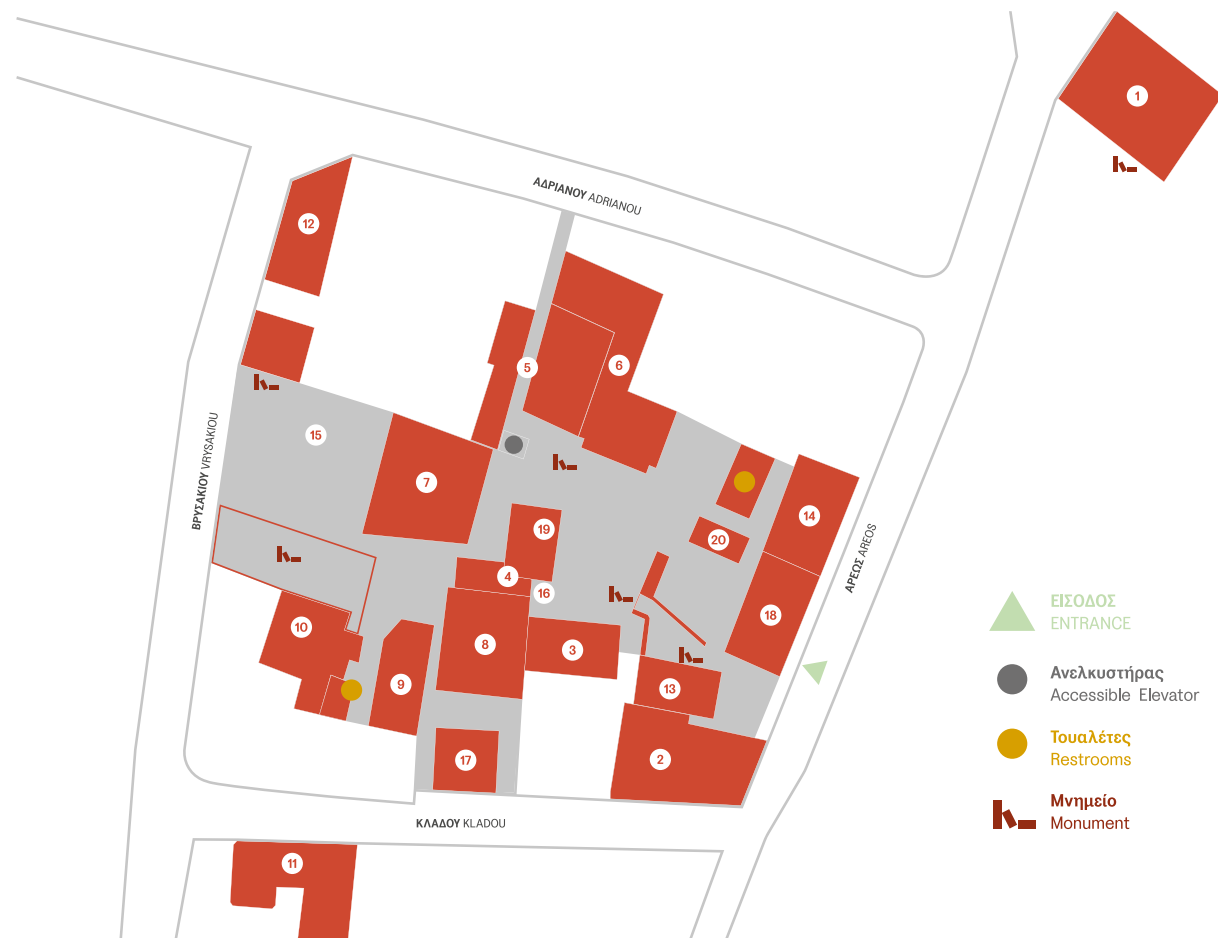 1
ΑΔΡΙΑΝΟΥ ADRIANOU
12
5
6
15
7
ΒΡΥΣΑΚΙΟΥ VRYSAKIOU
14
19
20
ΑΡΕΩΣ AREOS
4
16
18
10
8
3
9
13
17
2
ΚΛΑΔΟΥ KLADOU
11
ΕΙΣΟΔΟΣ
ENTRANCE
Ανελκυστήρας
Accessible Elevator
Τουαλέτες
Restrooms
Μνημείο
Monument